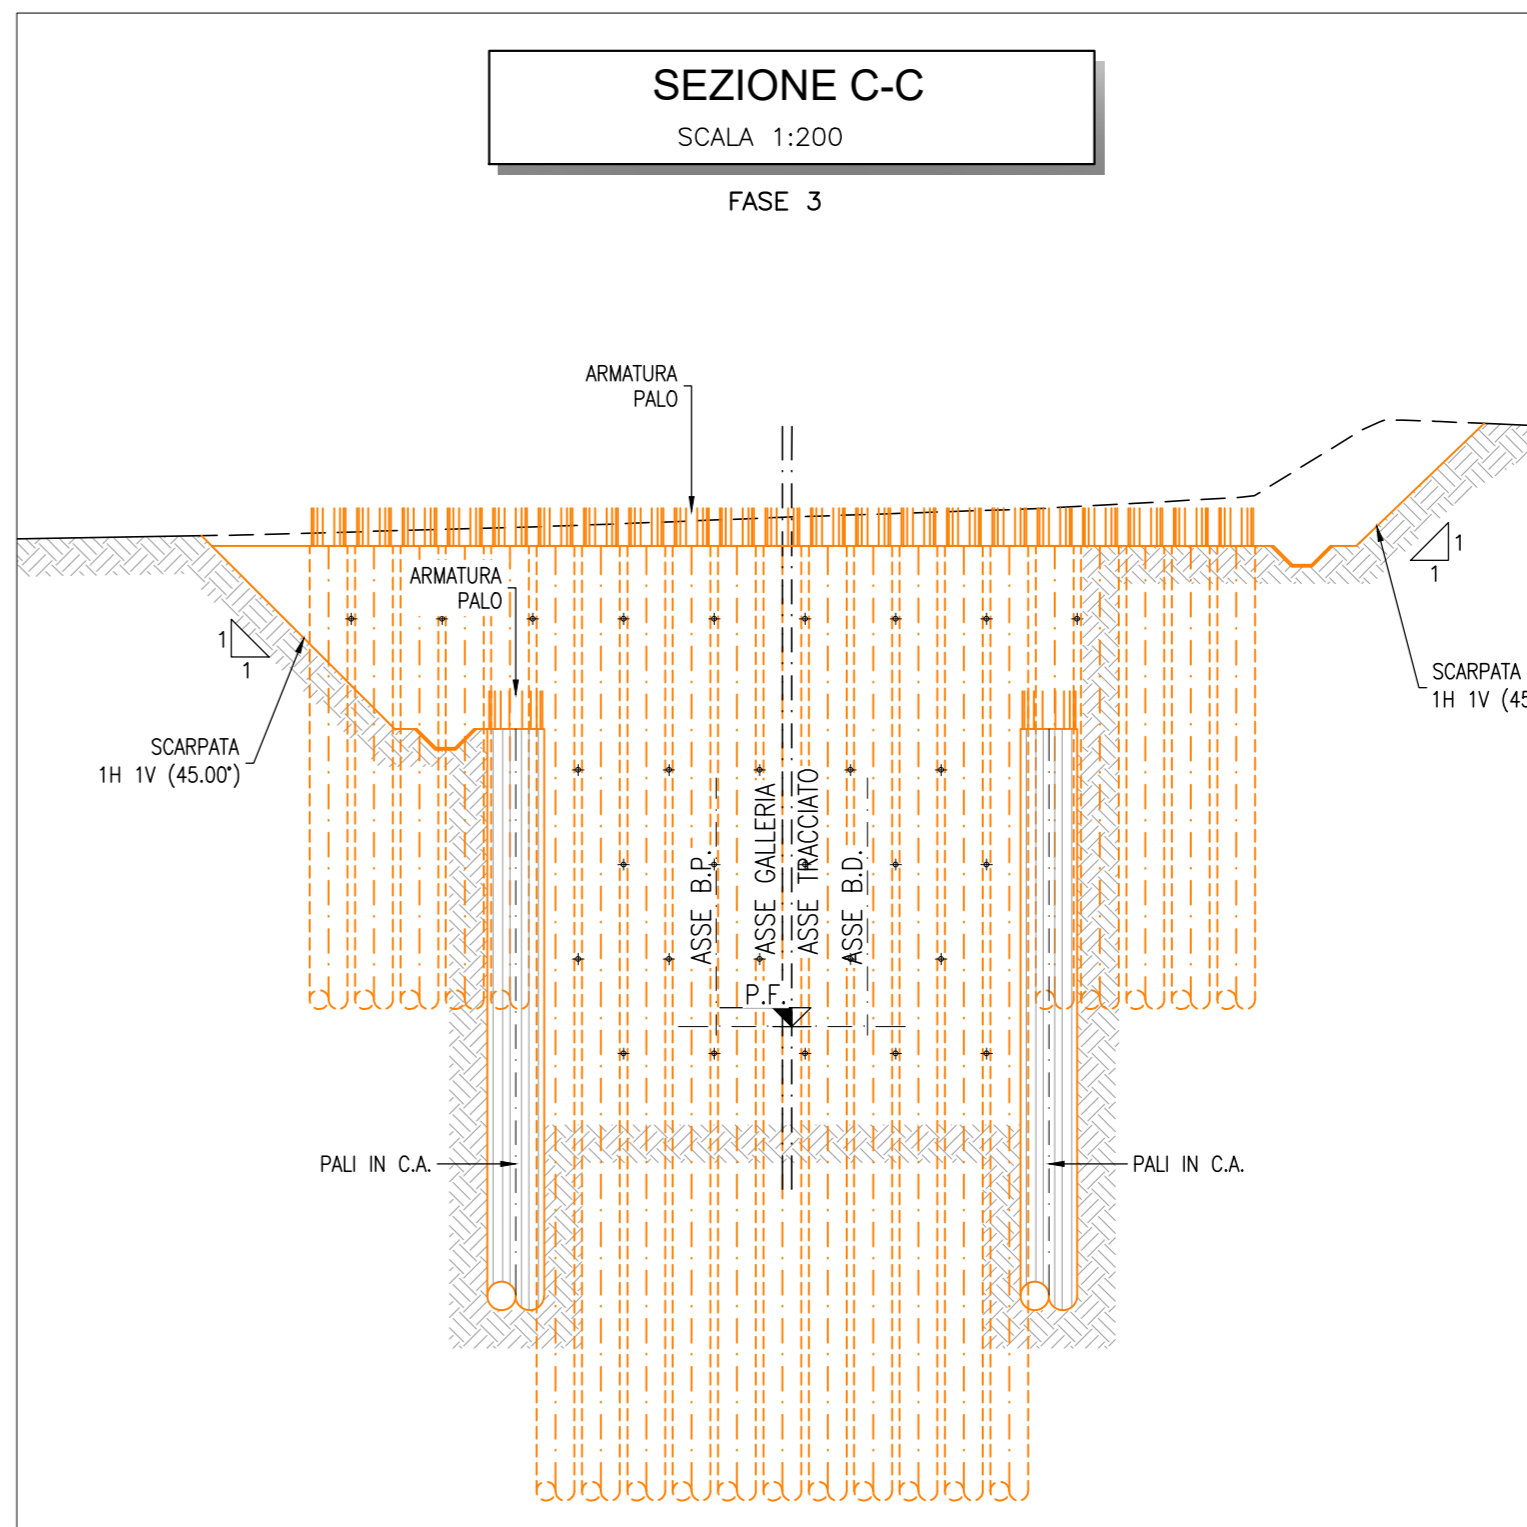 SEZIONE C-C
SCALA 1:200
FASE 3
ARMATURA
PALO
ARMATURA
PALO
1
1
1
1
SCARPATA
1H 1V (45.00°)
SCARPATA
1H 1V (45
ASSE B.P.
ASSE GALLERIA
ASSE TRACCIATO
ASSE B.D.
P.F.
PALI IN C.A.
PALI IN C.A.